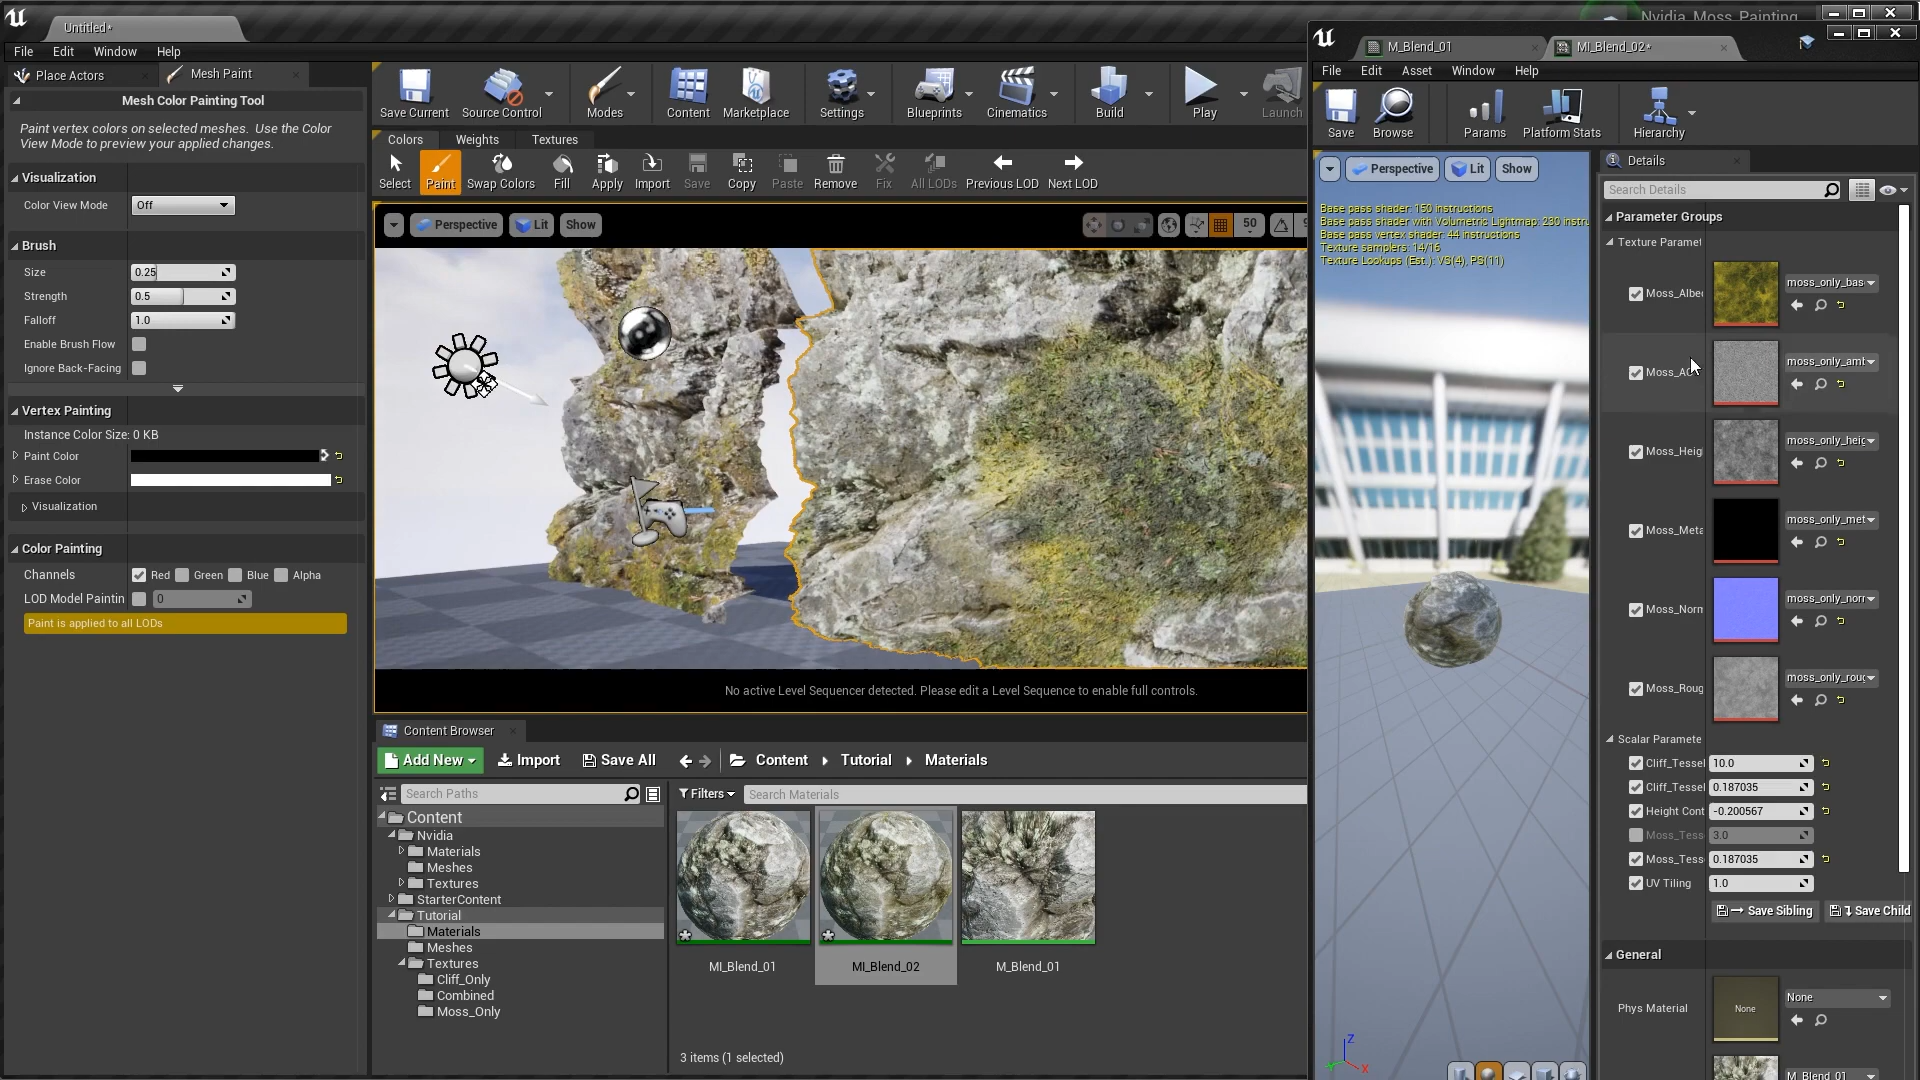 Untitled*
Nvidia_Moss_Painting
File Edit Window Help
Place Actors
Mesh Paint
Mesh Color Painting Tool
Paint vertex colors on selected meshes. Use the Color
View Mode to preview your applied changes.
Visualization
Color View Mode
Off
Brush
Size
0.25
Strength
0.5
Falloff
1.0
Enable Brush Flow
Ignore Back-Facing
Vertex Painting
Instance Color Size: 0 KB
Paint Color
Erase Color
Visualization
Color Painting
Channels
Red
Green
Blue
Alpha
LOD Model Paintin
0
Paint is applied to all LODs
Save Current
Source Control
Modes
Content
Marketplace
Settings
Blueprints
Cinematics
Build
Play
Launch
Colors
Weights
Textures
Select
Paint
Swap Colors
Fill
Apply
Import
Save
Copy
Paste
Remove
Fix
All LODs
Previous LOD
Next LOD
Perspective
Lit
Show
50
No active Level Sequencer detected. Please edit a Level Sequence to enable full controls.
Content Browser
Add New
Import
Save All
Content
Tutorial
Materials
Search Paths
Filters
Search Materials
Content
Nvidia
Materials
Meshes
Textures
StarterContent
Tutorial
Materials
Meshes
Textures
Cliff_Only
Combined
Moss_Only
MI_Blend_01
MI_Blend_02
M_Blend_01
3 items (1 selected)
M_Blend_01
MI_Blend_02*
File Edit Asset Window Help
Save
Browse
Params
Platform Stats
Hierarchy
Perspective
Lit
Show
Base pass shader: 150 instructions
Base pass shader with Volumetric Lightmap: 230 instru
Base pass vertex shader: 44 instructions
Texture samplers: 14/16
Texture Lookups (Est.): VS(4), PS(11)
Z
X
Details
Search Details
Parameter Groups
Texture Paramet
Moss_Albe
moss_only_bas
Moss_A
moss_only_aml
Moss_Heig
moss_only_heig
Moss_Meta
moss_only_met
Moss_Norn
moss_only_nori
Moss_Roug
moss_only_roug
Scalar Paramete
Cliff_Tessel
10.0
Cliff_Tessel
0.187035
Height Cont
-0.200567
Moss_Tess
3.0
Moss_Tess
0.187035
UV Tiling
1.0
Save Sibling
Save Child
General
Phys Material
None
None
M_Blend_01